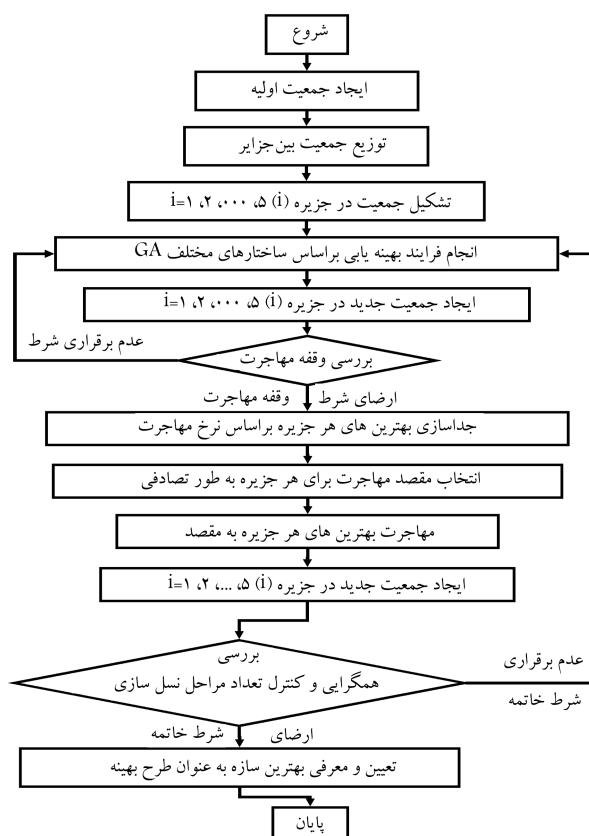 شروع
ایجاد جمعیت اولیه
توزیع جمعیت بین‌جزایر
تشکیل جمعیت در جزیره (i) i=۱ ،۲ ،۰۰۰ ،۵
انجام فرایند بهینه یابی براساس ساختارهای مختلف GA
ایجاد جمعیت جدید در جزیره (i) i=۱ ،۲ ،۰۰۰ ،۵
عدم برقراری شرط
بررسی وقفه مهاجرت
ارضای شرط وقفه مهاجرت
جداسازی بهترین های هر جزیره براساس نرخ مهاجرت
انتخاب مقصد مهاجرت برای هر جزیره به طور تصادفی
مهاجرت بهترین های هر جزیره به مقصد
ایجاد جمعیت جدید در جزیره (i) i=۱ ،۲ ،... ،۵
بررسی
همگرایی و کنترل تعداد مراحل نسل سازی
عدم برقراری
شرط خاتمه
ارضای شرط خاتمه
تعیین و معرفی بهترین سازه به عنوان طرح بهینه
پایان